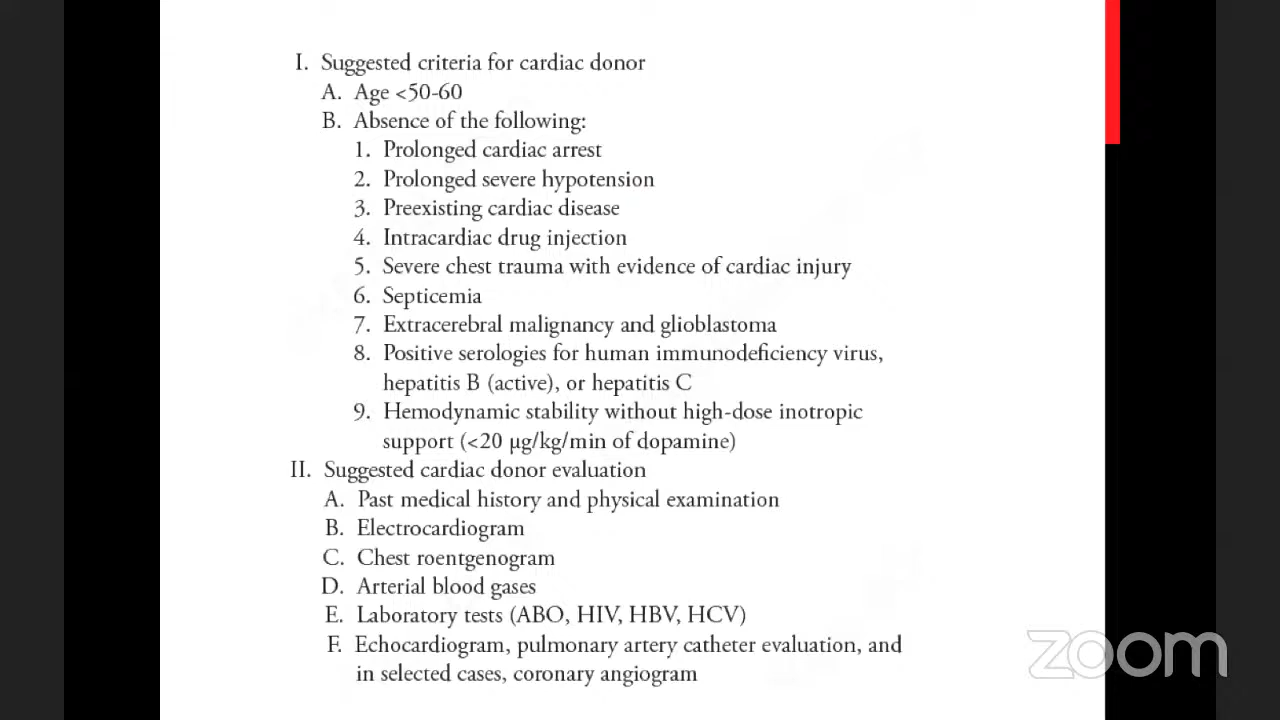 I. Suggested criteria for cardiac donor
A. Age <50-60
B. Absence of the following:
1. Prolonged cardiac arrest
2. Prolonged severe hypotension
3. Preexisting cardiac disease
4. Intracardiac drug injection
5. Severe chest trauma with evidence of cardiac injury
6. Septicemia
7. Extracerebral malignancy and glioblastoma
8. Positive serologies for human immunodeficiency virus,
hepatitis B (active), or hepatitis C
9. Hemodynamic stability without high-dose inotropic
support (<20 µg/kg/min of dopamine)
II. Suggested cardiac donor evaluation
A. Past medical history and physical examination
B. Electrocardiogram
C. Chest roentgenogram
D. Arterial blood gases
E. Laboratory tests (ABO, HIV, HBV, HCV)
F. Echocardiogram, pulmonary artery catheter evaluation, and
in selected cases, coronary angiogram
zoom